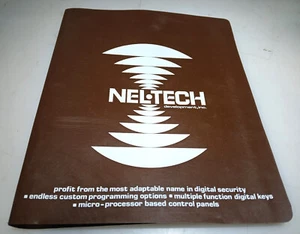 NEL•TECH
development, inc.
profit from the most adaptable name in digital security
▪ endless custom programming options ▪ multiple function digital keys
▪ micro-processor based control panels